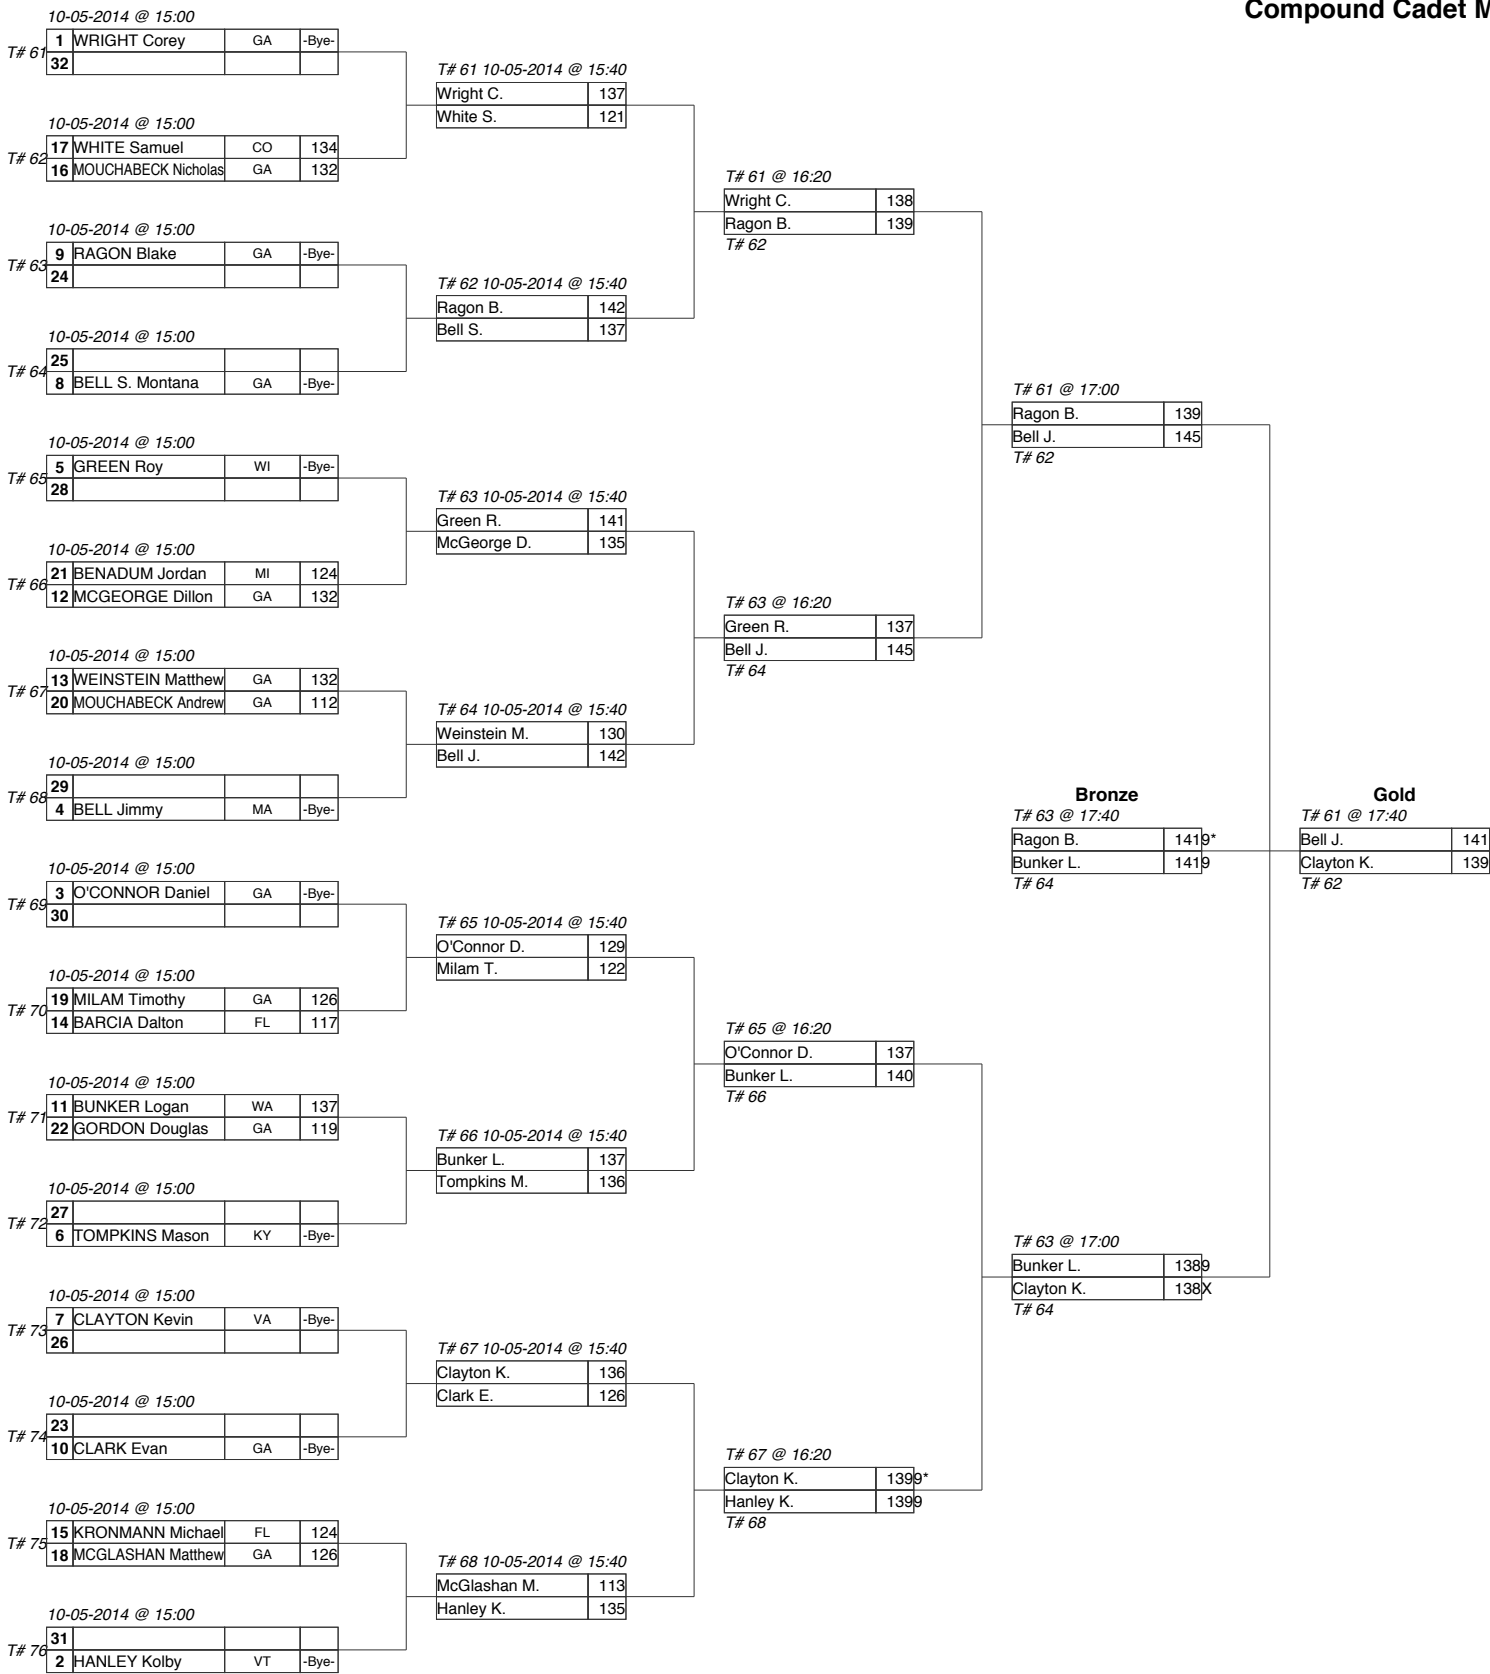 Compound Cadet M
10-05-2014 @ 15:00
T# 61
1 WRIGHT Corey GA -Bye-
32
10-05-2014 @ 15:00
T# 62
17 WHITE Samuel CO 134
16 MOUCHABECK Nicholas GA 132
10-05-2014 @ 15:00
T# 63
9 RAGON Blake GA -Bye-
24
10-05-2014 @ 15:00
T# 64
25
8 BELL S. Montana GA -Bye-
10-05-2014 @ 15:00
T# 65
5 GREEN Roy WI -Bye-
28
10-05-2014 @ 15:00
T# 66
21 BENADUM Jordan MI 124
12 MCGEORGE Dillon GA 132
10-05-2014 @ 15:00
T# 67
13 WEINSTEIN Matthew GA 132
20 MOUCHABECK Andrew GA 112
10-05-2014 @ 15:00
T# 68
29
4 BELL Jimmy MA -Bye-
10-05-2014 @ 15:00
T# 69
3 O'CONNOR Daniel GA -Bye-
30
10-05-2014 @ 15:00
T# 70
19 MILAM Timothy GA 126
14 BARCIA Dalton FL 117
10-05-2014 @ 15:00
T# 71
11 BUNKER Logan WA 137
22 GORDON Douglas GA 119
10-05-2014 @ 15:00
T# 72
27
6 TOMPKINS Mason KY -Bye-
10-05-2014 @ 15:00
T# 73
7 CLAYTON Kevin VA -Bye-
26
10-05-2014 @ 15:00
T# 74
23
10 CLARK Evan GA -Bye-
10-05-2014 @ 15:00
T# 75
15 KRONMANN Michael FL 124
18 MCGLASHAN Matthew GA 126
10-05-2014 @ 15:00
T# 76
31
2 HANLEY Kolby VT -Bye-
T# 61 10-05-2014 @ 15:40
Wright C. 137
White S. 121
T# 62 10-05-2014 @ 15:40
Ragon B. 142
Bell S. 137
T# 63 10-05-2014 @ 15:40
Green R. 141
McGeorge D. 135
T# 64 10-05-2014 @ 15:40
Weinstein M. 130
Bell J. 142
T# 65 10-05-2014 @ 15:40
O'Connor D. 129
Milam T. 122
T# 66 10-05-2014 @ 15:40
Bunker L. 137
Tompkins M. 136
T# 67 10-05-2014 @ 15:40
Clayton K. 136
Clark E. 126
T# 68 10-05-2014 @ 15:40
McGlashan M. 113
Hanley K. 135
T# 61 @ 16:20
Wright C. 138
Ragon B. 139
T# 62
T# 63 @ 16:20
Green R. 137
Bell J. 145
T# 64
T# 65 @ 16:20
O'Connor D. 137
Bunker L. 140
T# 66
T# 67 @ 16:20
Clayton K. 1399*
Hanley K. 1399
T# 68
T# 61 @ 17:00
Ragon B. 139
Bell J. 145
T# 62
T# 63 @ 17:00
Bunker L. 1389
Clayton K. 138X
T# 64
Bronze
T# 63 @ 17:40
Ragon B. 1419*
Bunker L. 1419
T# 64
Gold
T# 61 @ 17:40
Bell J. 141
Clayton K. 139
T# 62